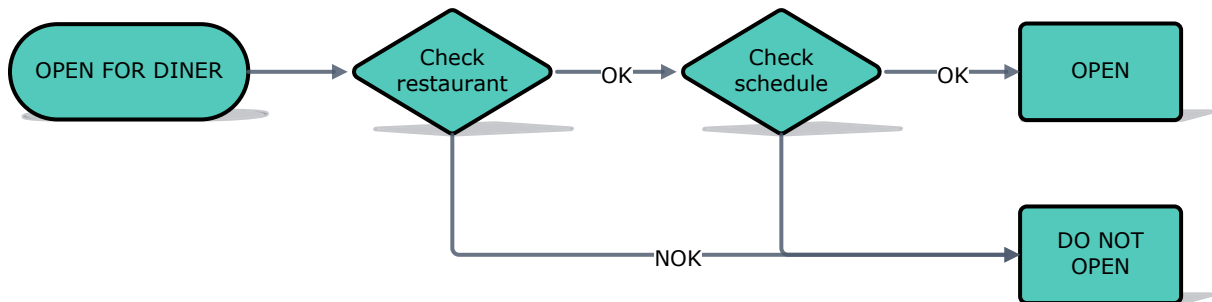 OPEN FOR DINER
Check
restaurant
OK
Check
schedule
OK
OPEN
NOK
DO NOT
OPEN